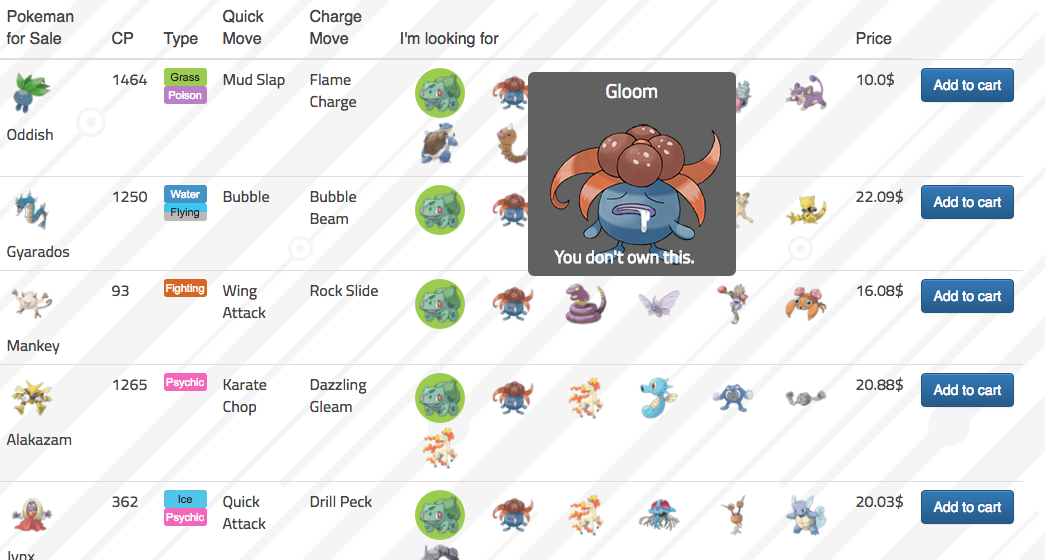 Pokeman for Sale
CP
Type
Quick Move
Charge Move
I'm looking for
Price
1464
Grass
Poison
Mud Slap
Flame Charge
10.0$
Add to cart
Oddish
Gloom
You don't own this.
1250
Water
Flying
Bubble
Bubble Beam
22.09$
Add to cart
Gyarados
93
Fighting
Wing Attack
Rock Slide
16.08$
Add to cart
Mankey
1265
Psychic
Karate Chop
Dazzling Gleam
20.88$
Add to cart
Alakazam
362
Ice
Psychic
Quick Attack
Drill Peck
20.03$
Add to cart
Jynx